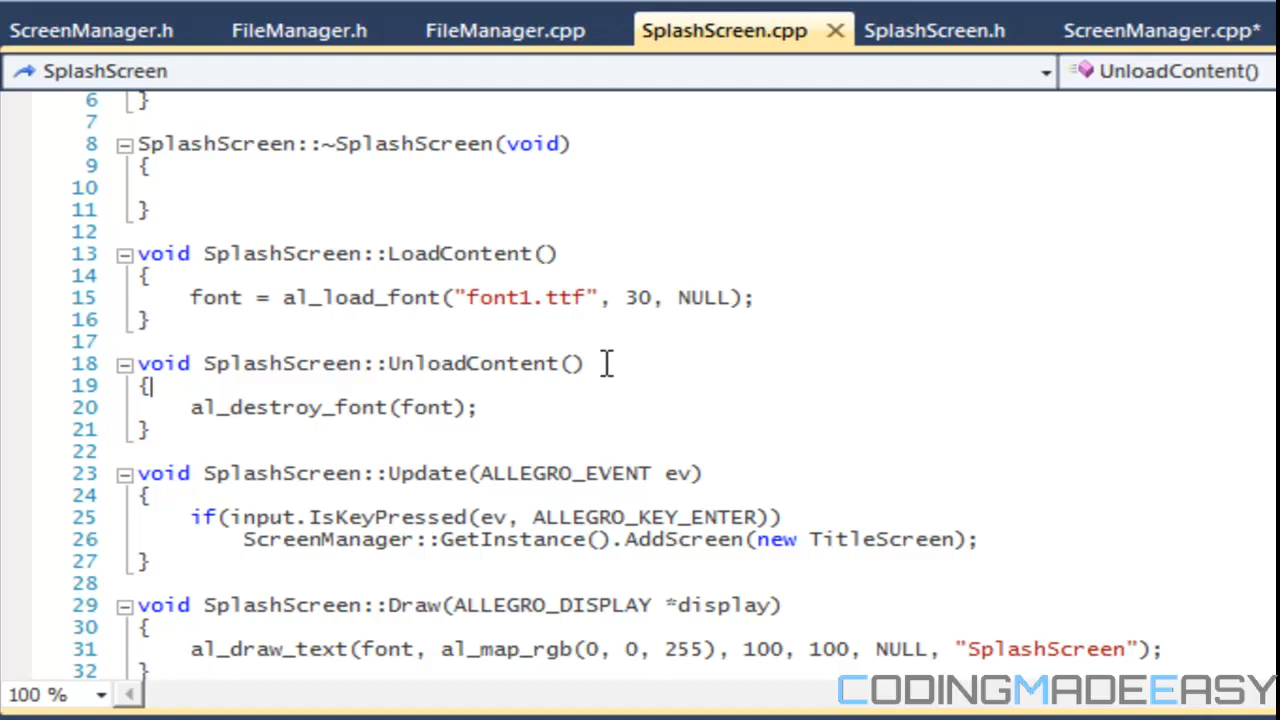 ScreenManager.h FileManager.h FileManager.cpp SplashScreen.cpp SplashScreen.h ScreenManager.cpp*
SplashScreen UnloadContent()
6 }
7
8 SplashScreen::~SplashScreen(void)
9 {
10
11 }
12
13 void SplashScreen::LoadContent()
14 {
15 font = al_load_font("font1.ttf", 30, NULL);
16 }
17
18 void SplashScreen::UnloadContent()
19 {
20 al_destroy_font(font);
21 }
22
23 void SplashScreen::Update(ALLEGRO_EVENT ev)
24 {
25 if(input.IsKeyPressed(ev, ALLEGRO_KEY_ENTER))
26 ScreenManager::GetInstance().AddScreen(new TitleScreen);
27 }
28
29 void SplashScreen::Draw(ALLEGRO_DISPLAY *display)
30 {
31 al_draw_text(font, al_map_rgb(0, 0, 255), 100, 100, NULL, "SplashScreen");
32 }
100 %
CODINGMADEEASY